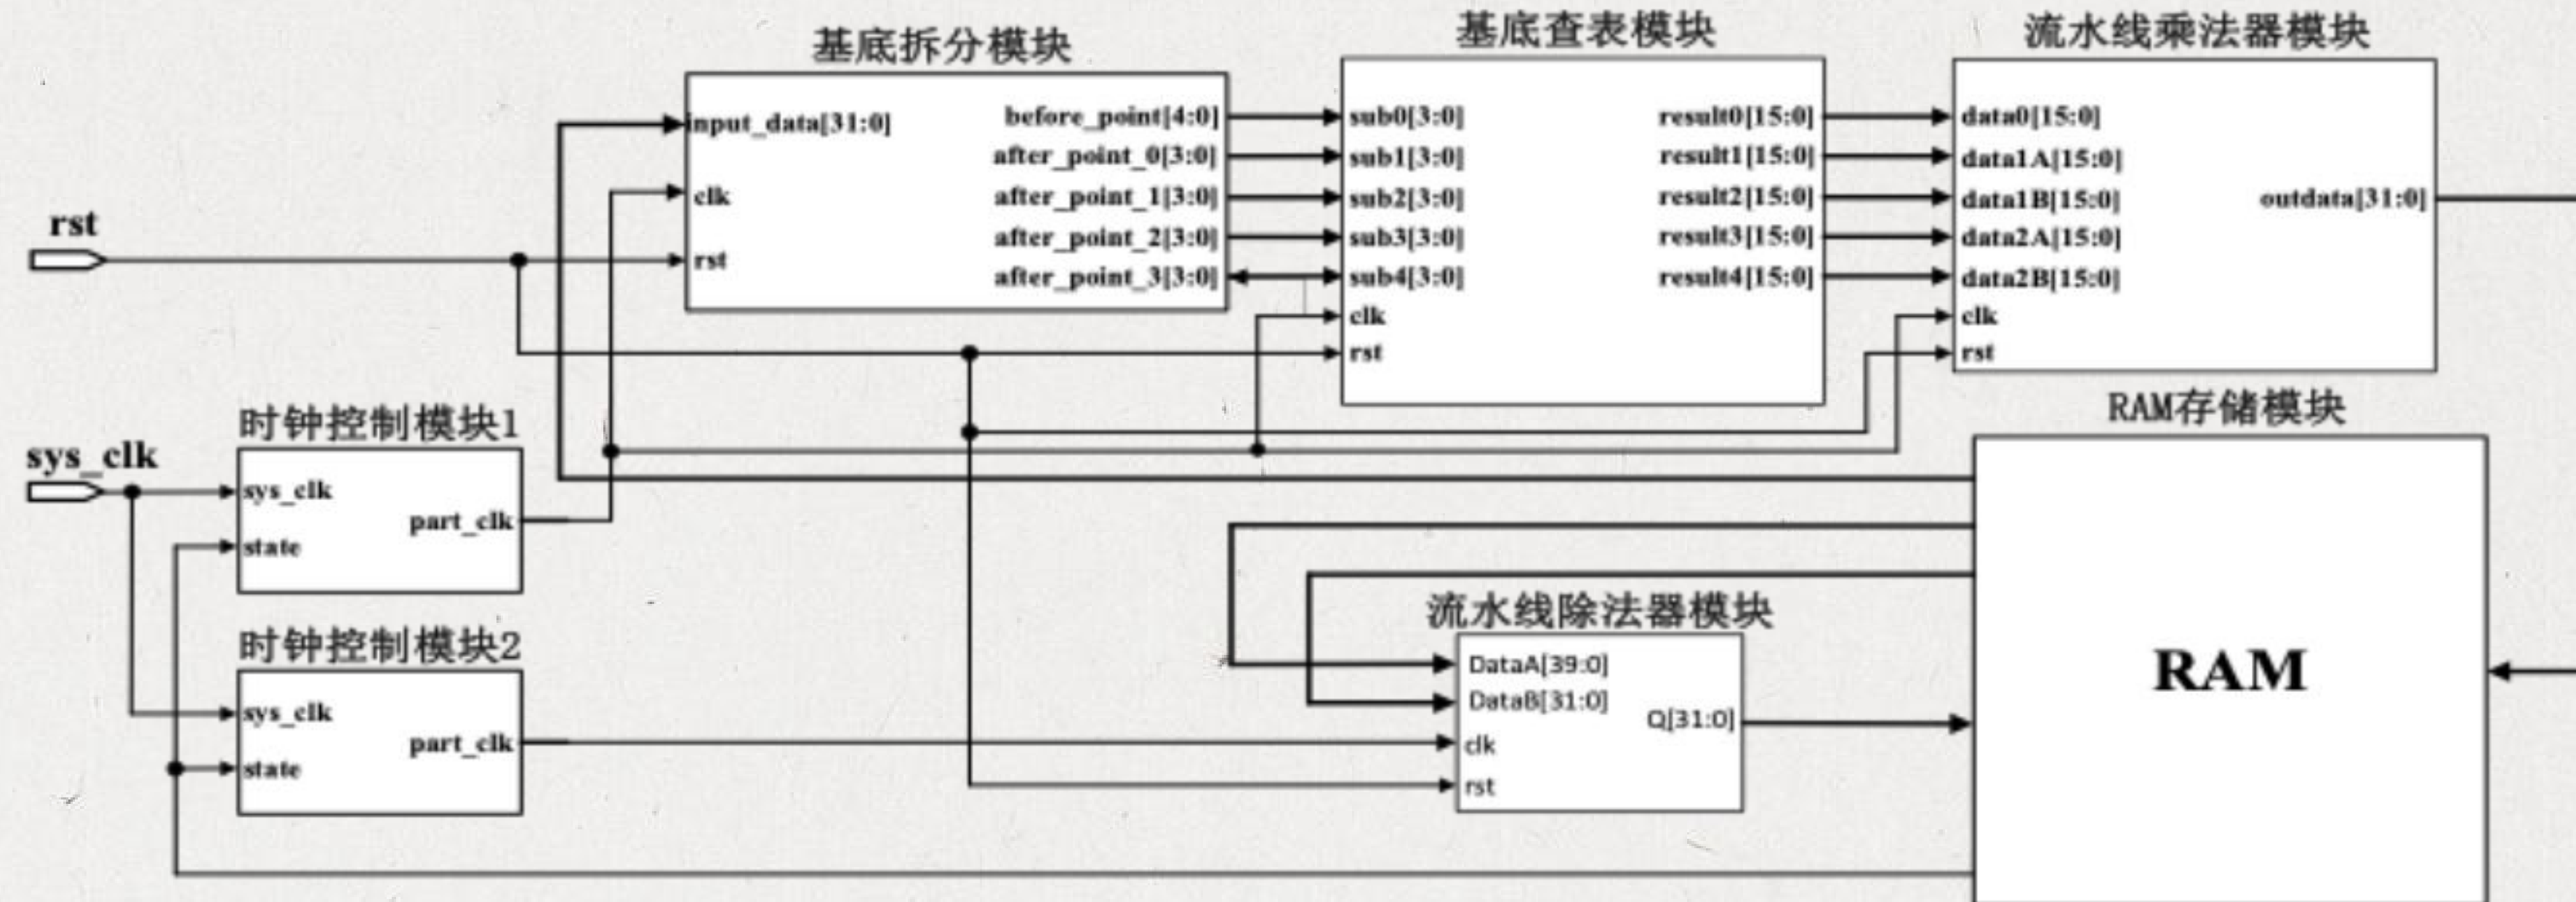 基底拆分模块
input_data[31:0]
clk
rst
before_point[4:0]
after_point_0[3:0]
after_point_1[3:0]
after_point_2[3:0]
after_point_3[3:0]
基底查表模块
sub0[3:0]
sub1[3:0]
sub2[3:0]
sub3[3:0]
sub4[3:0]
clk
rst
result0[15:0]
result1[15:0]
result2[15:0]
result3[15:0]
result4[15:0]
流水线乘法器模块
data0[15:0]
data1A[15:0]
data1B[15:0]
data2A[15:0]
data2B[15:0]
clk
rst
outdata[31:0]
rst
sys_clk
时钟控制模块1
sys_clk
state
part_clk
时钟控制模块2
sys_clk
state
part_clk
流水线除法器模块
DataA[39:0]
DataB[31:0]
clk
rst
Q[31:0]
RAM存储模块
RAM